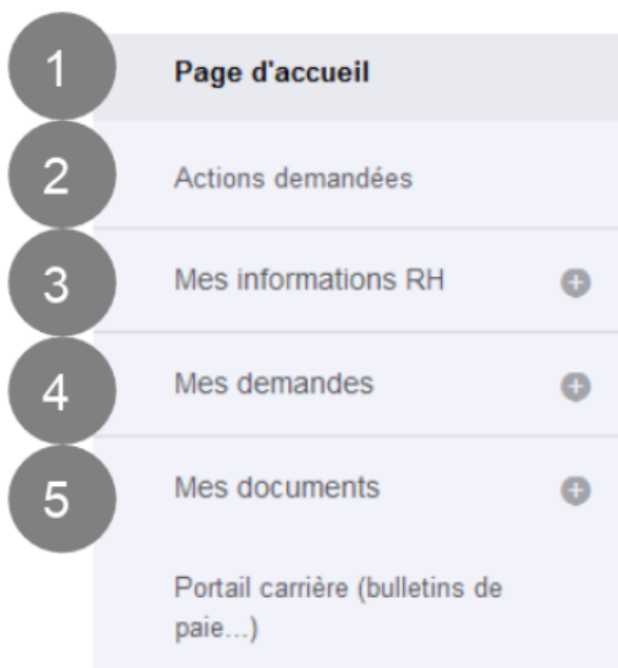 1 Page d'accueil
2 Actions demandées
3 Mes informations RH
4 Mes demandes
5 Mes documents
Portail carrière (bulletins de
paie...)